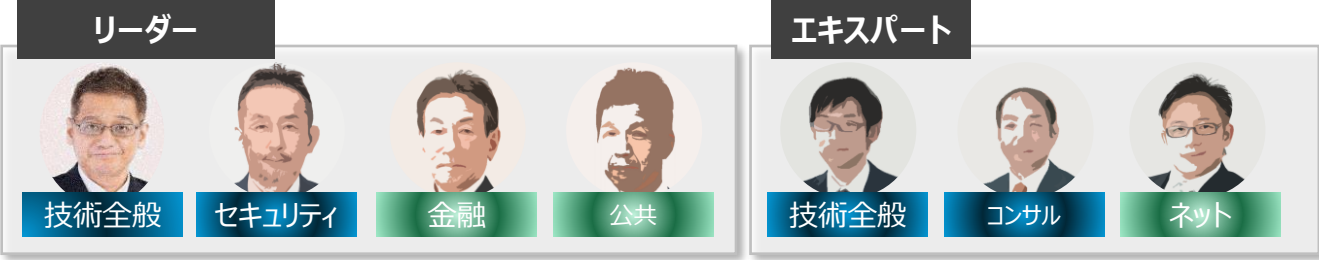 リーダー
エキスパート
技術全般
セキュリティ
金融
公共
技術全般
コンサル
ネット